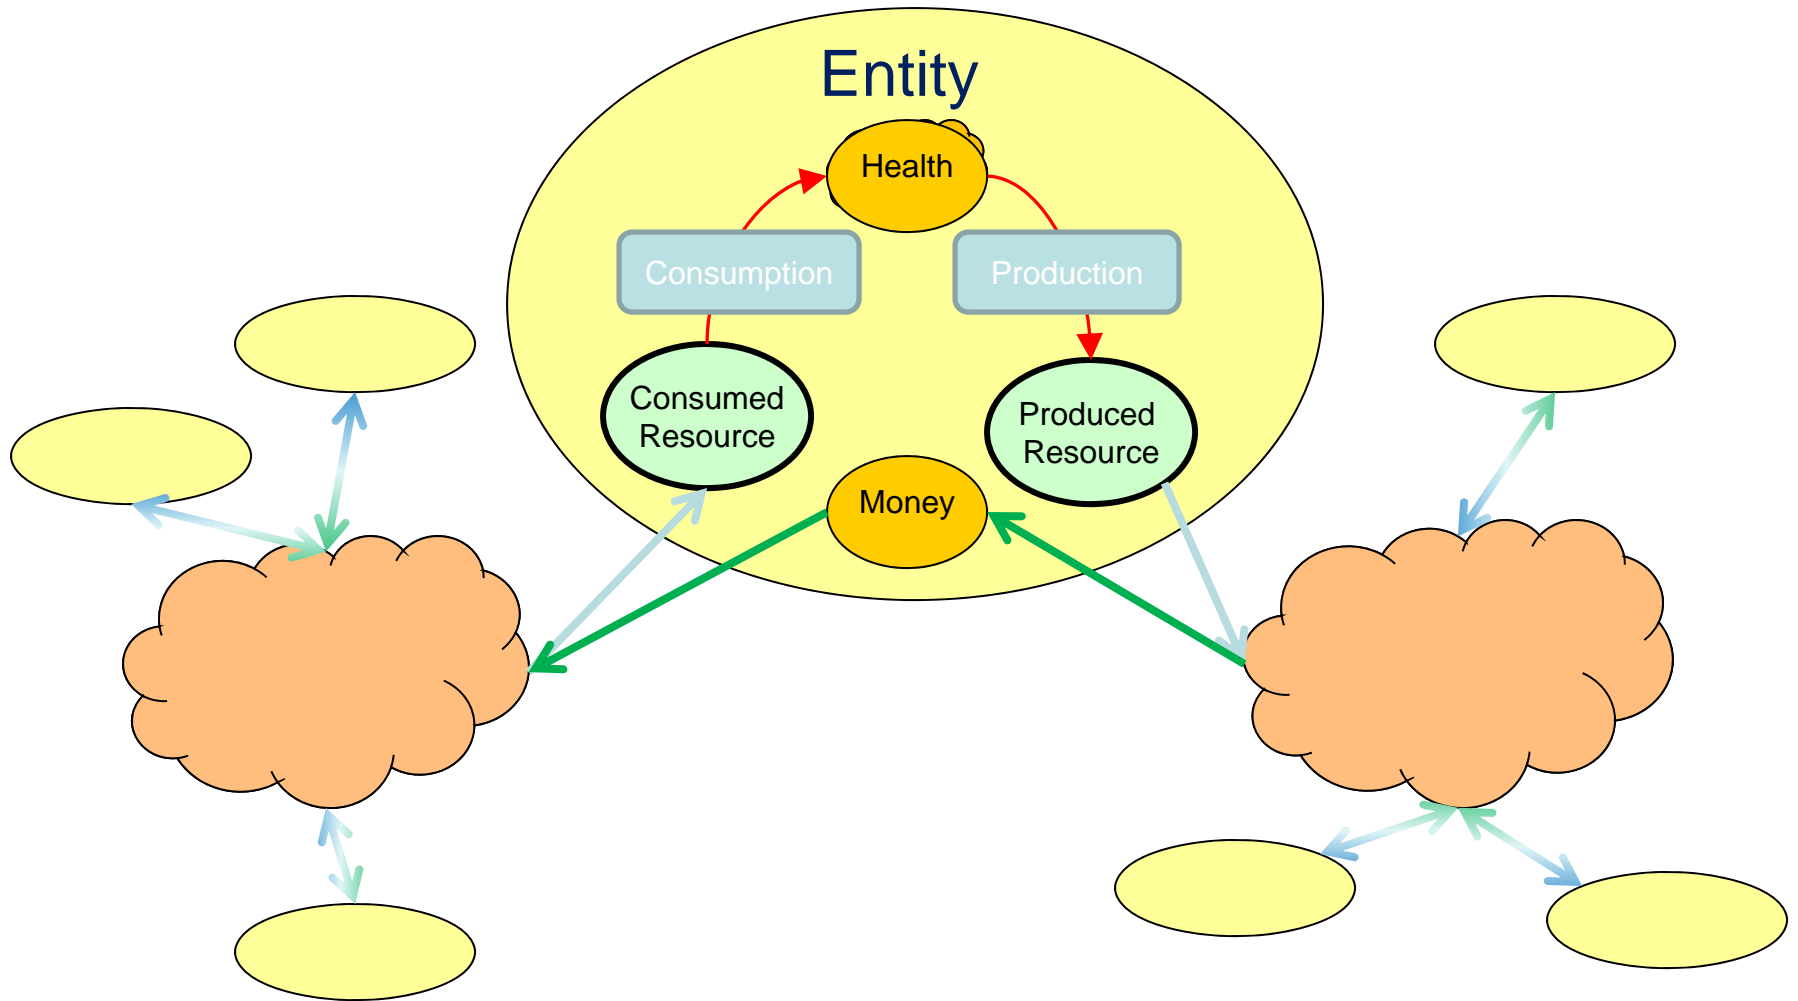 Entity
Health
Consumption
Production
Consumed
Resource
Produced
Resource
Money